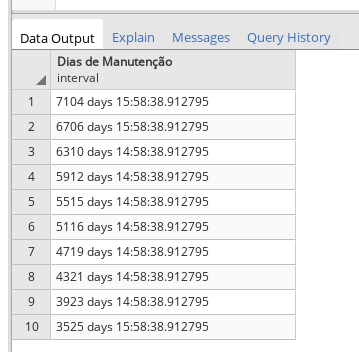 Data Output Explain Messages Query History
Dias de Manutenção
interval
1 7104 days 15:58:38.912795
2 6706 days 15:58:38.912795
3 6310 days 14:58:38.912795
4 5912 days 14:58:38.912795
5 5515 days 14:58:38.912795
6 5116 days 14:58:38.912795
7 4719 days 14:58:38.912795
8 4321 days 14:58:38.912795
9 3923 days 14:58:38.912795
10 3525 days 15:58:38.912795